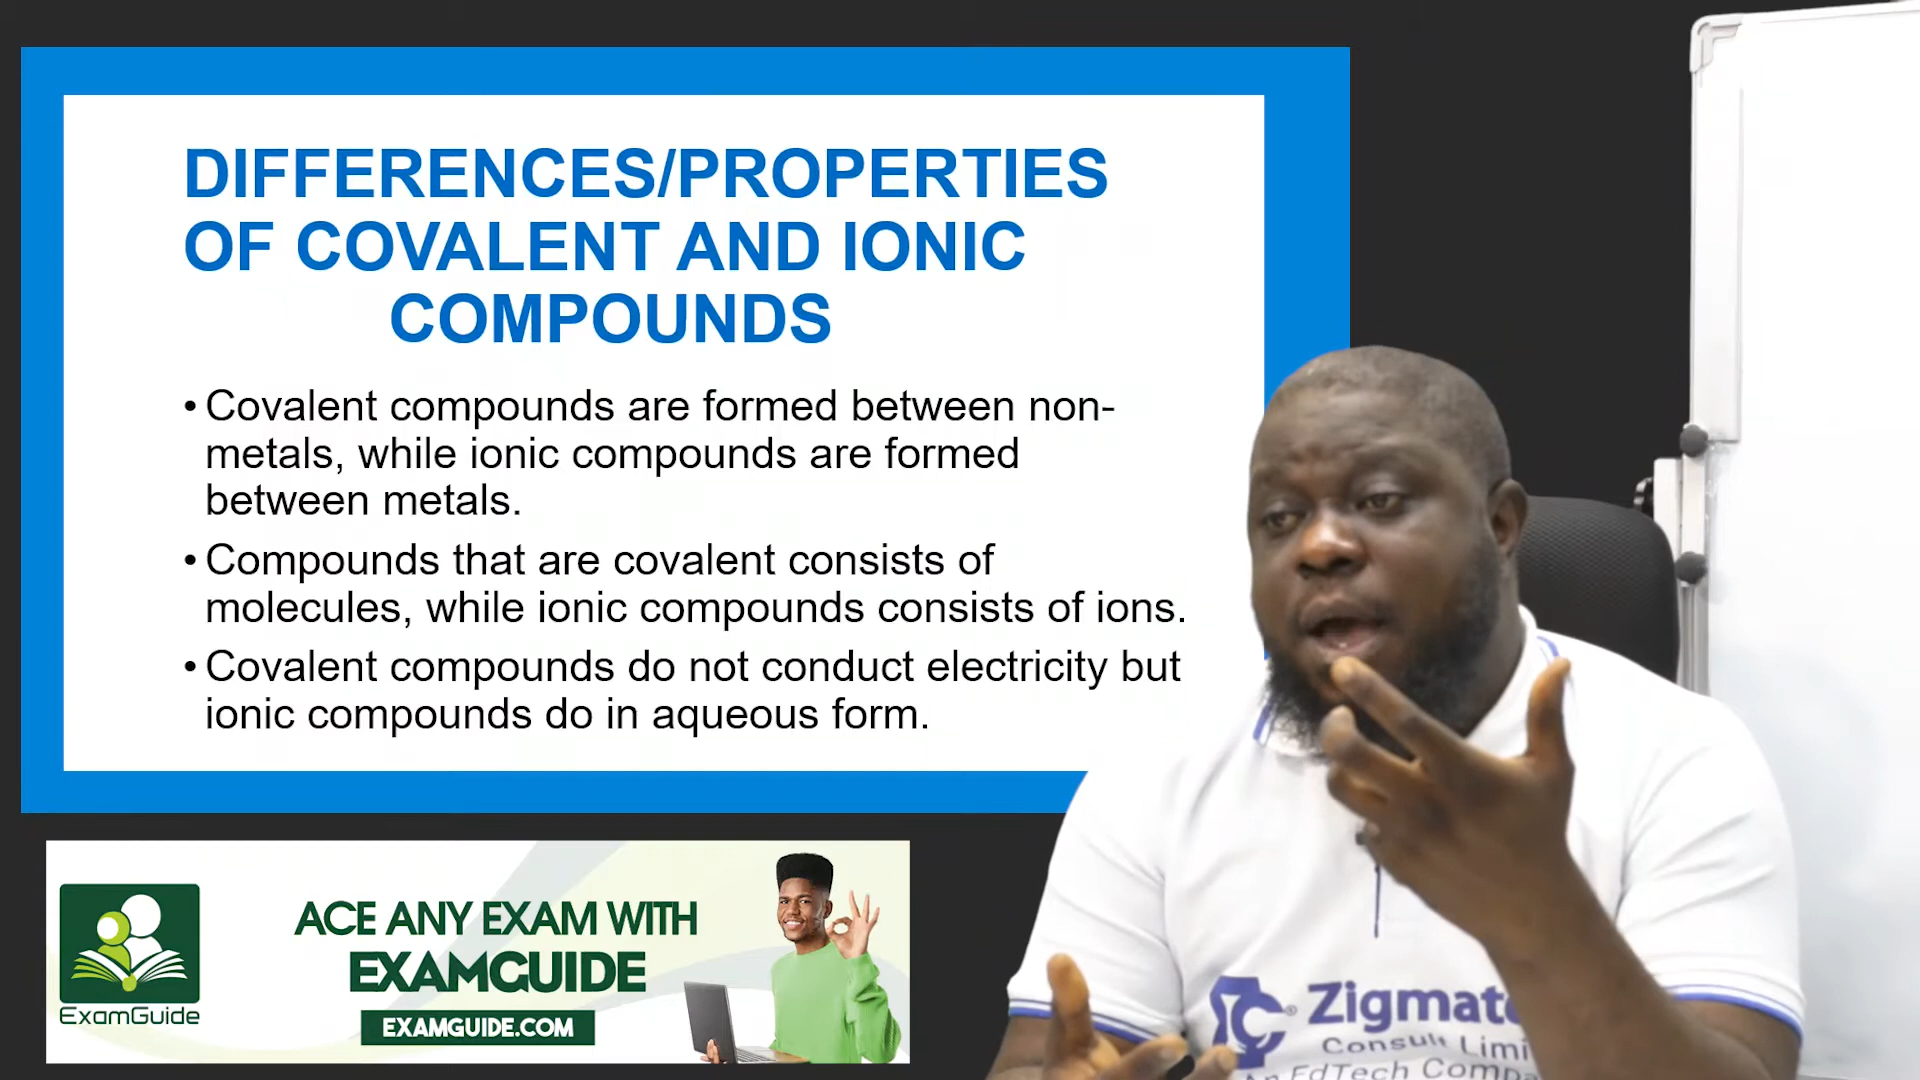 DIFFERENCES/PROPERTIES
OF COVALENT AND IONIC
COMPOUNDS
• Covalent compounds are formed between non-
metals, while ionic compounds are formed
between metals.
• Compounds that are covalent consists of
molecules, while ionic compounds consists of ions.
• Covalent compounds do not conduct electricity but
ionic compounds do in aqueous form.
ExamGuide
ACE ANY EXAM WITH
EXAMGUIDE
EXAMGUIDE.COM
Consult
EdTech